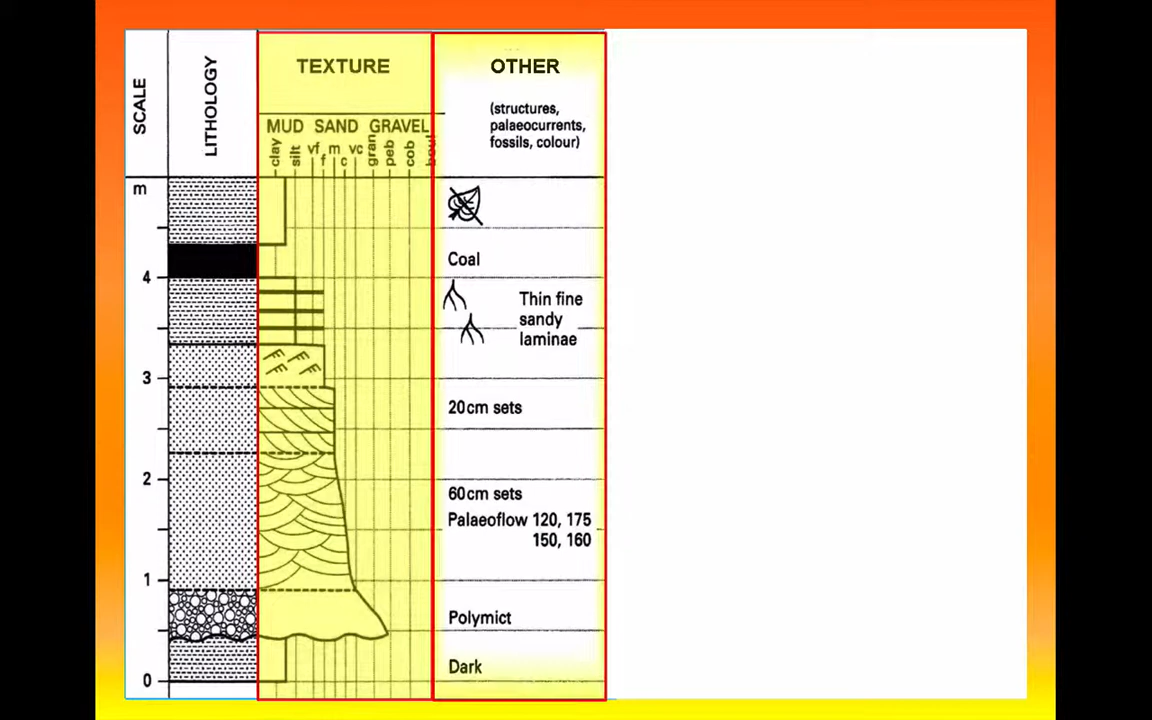 SCALE
LITHOLOGY
TEXTURE
OTHER
(structures,
palaeocurrents,
fossils, colour)
MUD SAND GRAVEL
clay silt vf f m c vc gran peb cob boul
m
Coal
4
Thin fine
sandy
laminae
3
20cm sets
2
60cm sets
Palaeoflow 120, 175
150, 160
1
Polymict
Dark
0